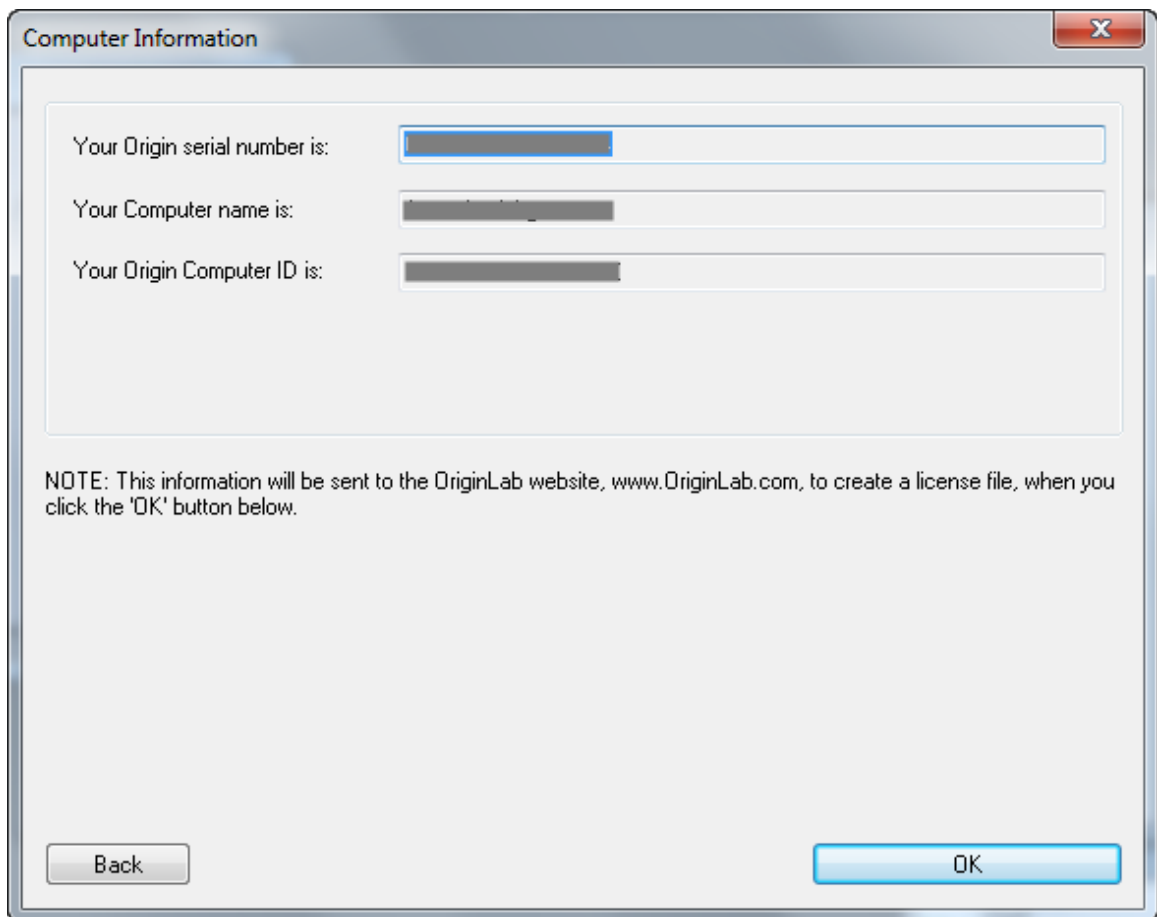 Computer Information
Your Origin serial number is:
Your Computer name is:
Your Origin Computer ID is:
NOTE: This information will be sent to the OriginLab website, www.OriginLab.com, to create a license file, when you
click the 'OK' button below.
Back
OK